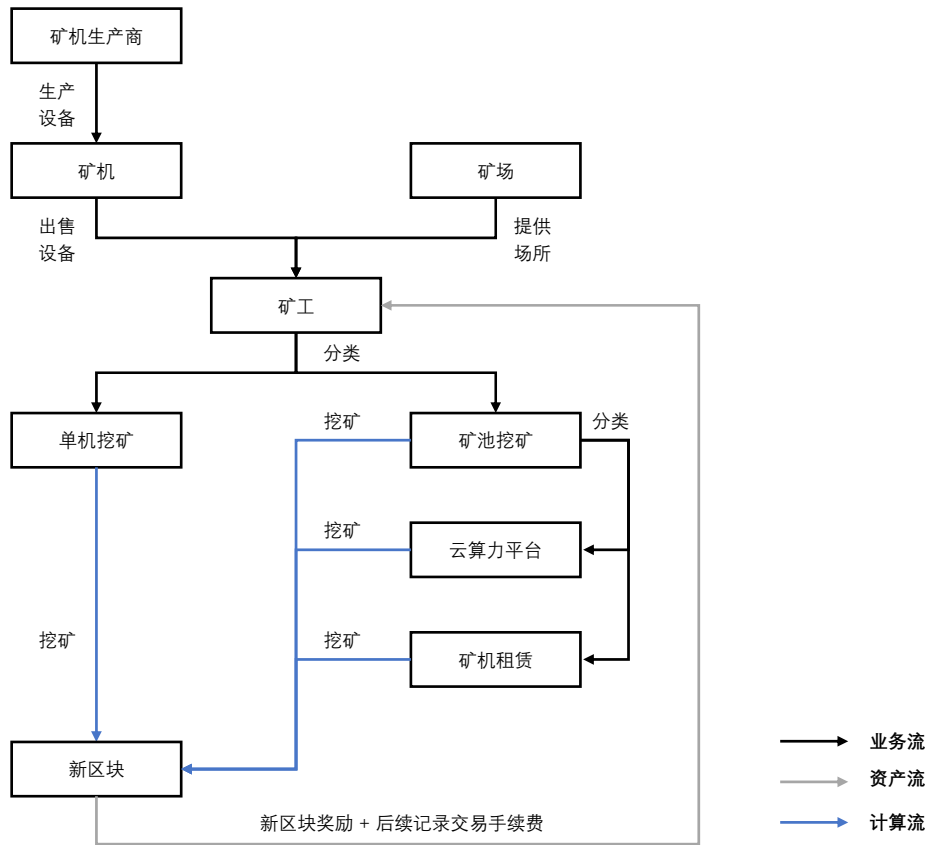 矿机生产商
生产
设备
矿机
矿场
出售
设备
提供
场所
矿工
分类
单机挖矿
挖矿
矿池挖矿
分类
挖矿
云算力平台
挖矿
挖矿
矿机租赁
新区块
业务流
资产流
新区块奖励 + 后续记录交易手续费
计算流